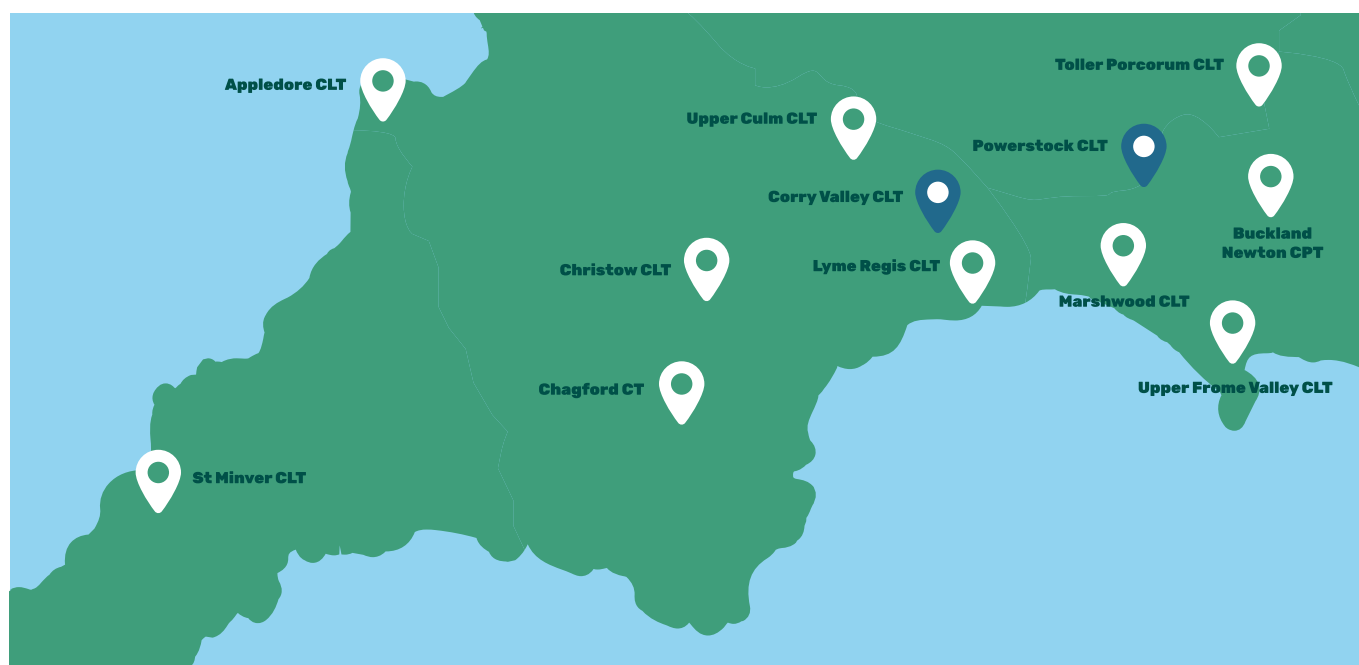 Toller Porcorum CLT
Appledore CLT
Upper Culm CLT
Powerstock CLT
Corry Valley CLT
Buckland
Newton CPT
Lyme Regis CLT
Christow CLT
Marshwood CLT
Upper Frome Valley CLT
Chagford CT
St Minver CLT